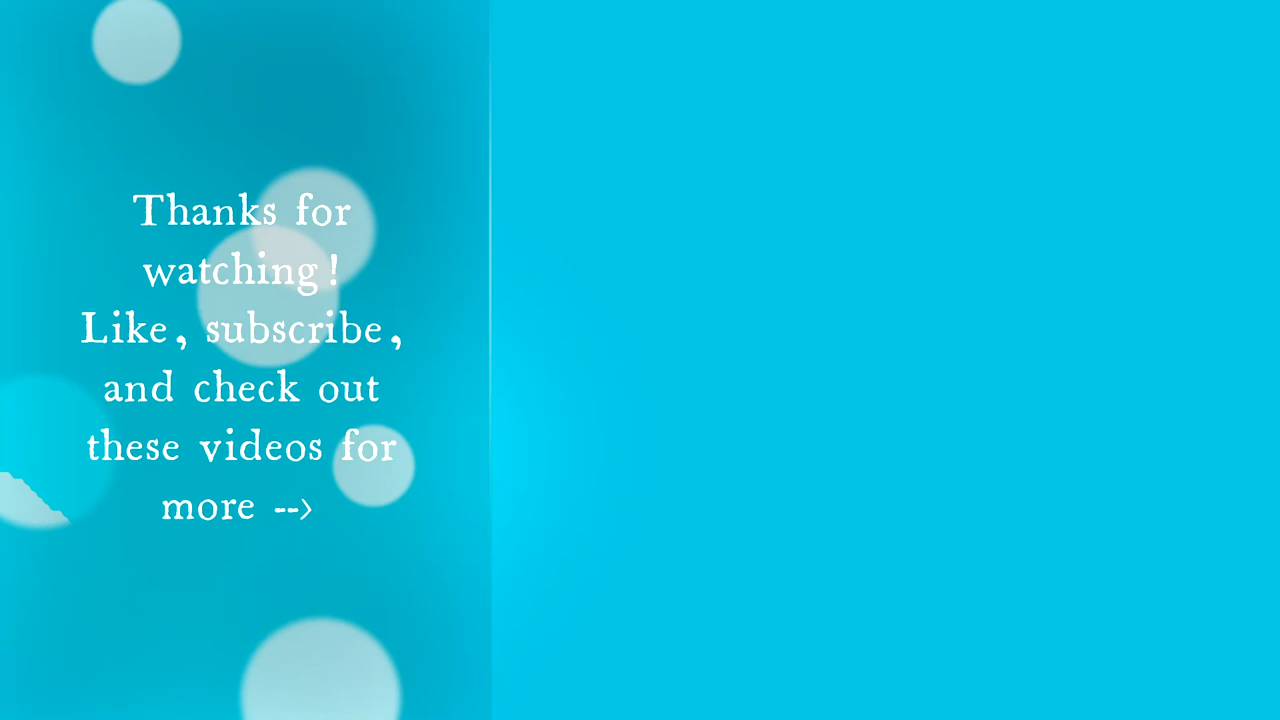 Thanks for
watching!
Like, subscribe,
and check out
these videos for
more -->